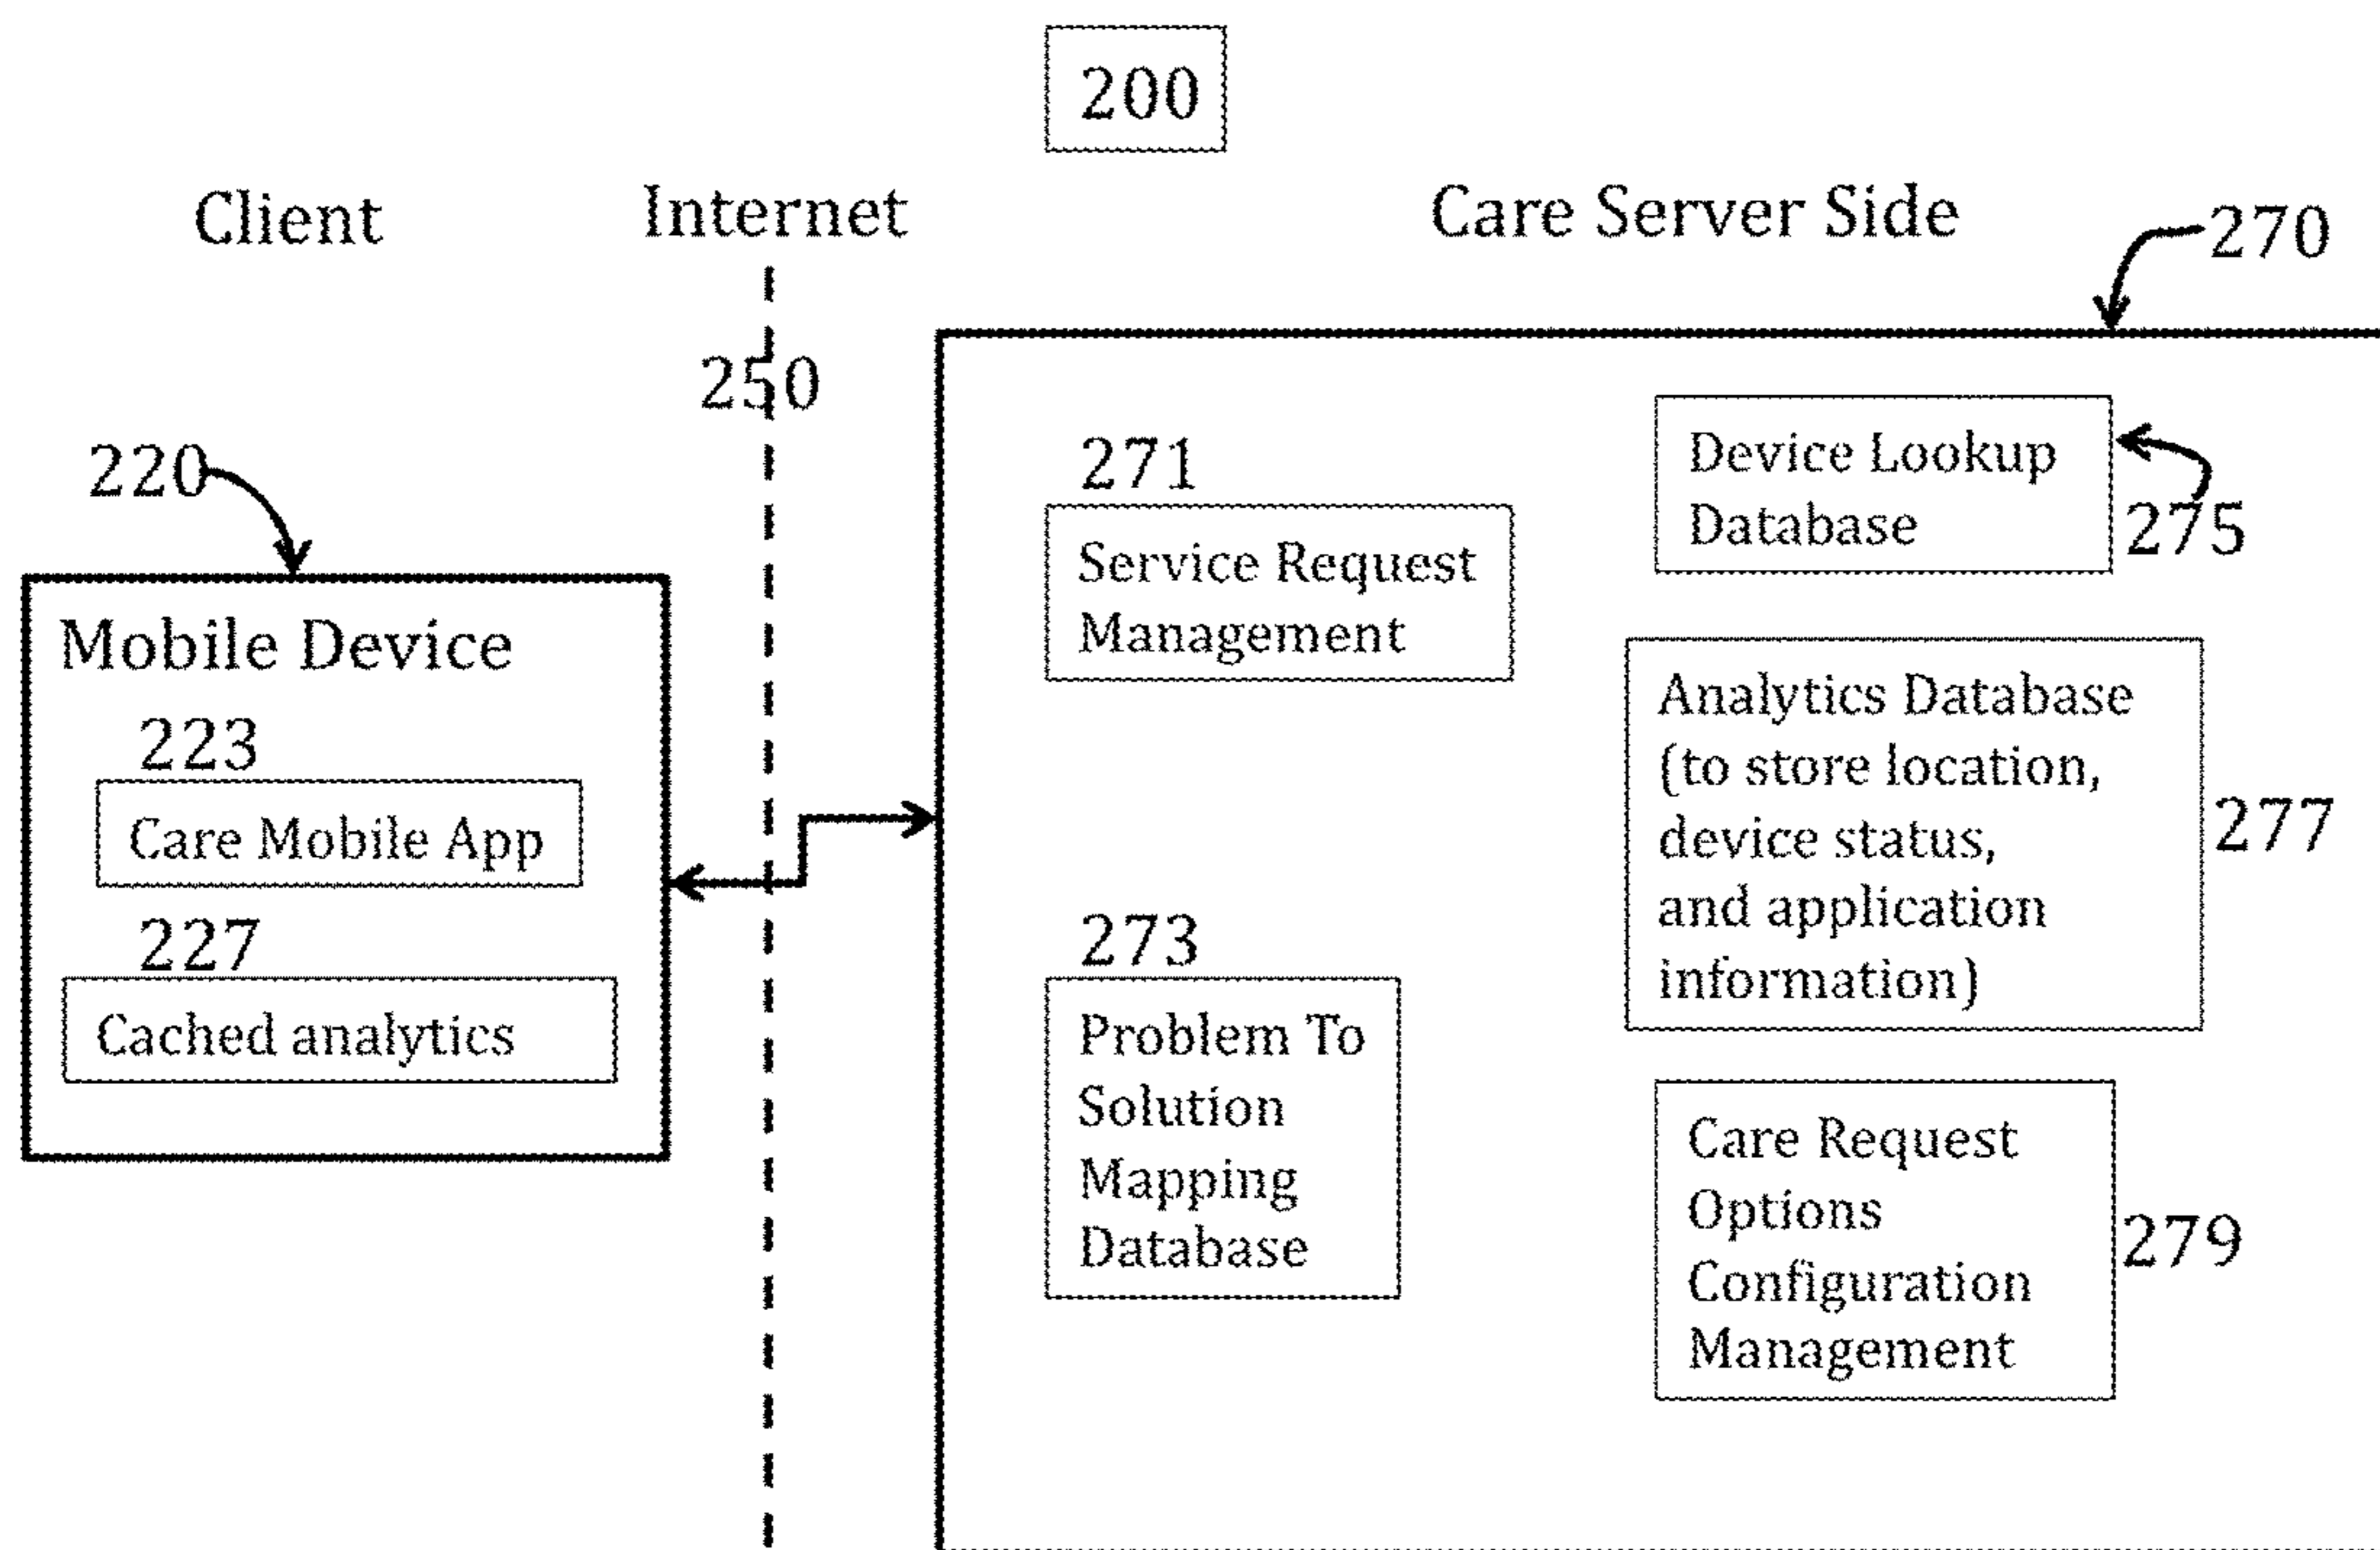 200
Client
Internet
Care Server Side
270
250
220
Mobile Device
223
Care Mobile App
227
Cached analytics
271
Service Request
Management
273
Problem To
Solution
Mapping
Database
Device Lookup
Database
275
Analytics Database
(to store location,
device status,
and application
information)
277
Care Request
Options
Configuration
Management
279